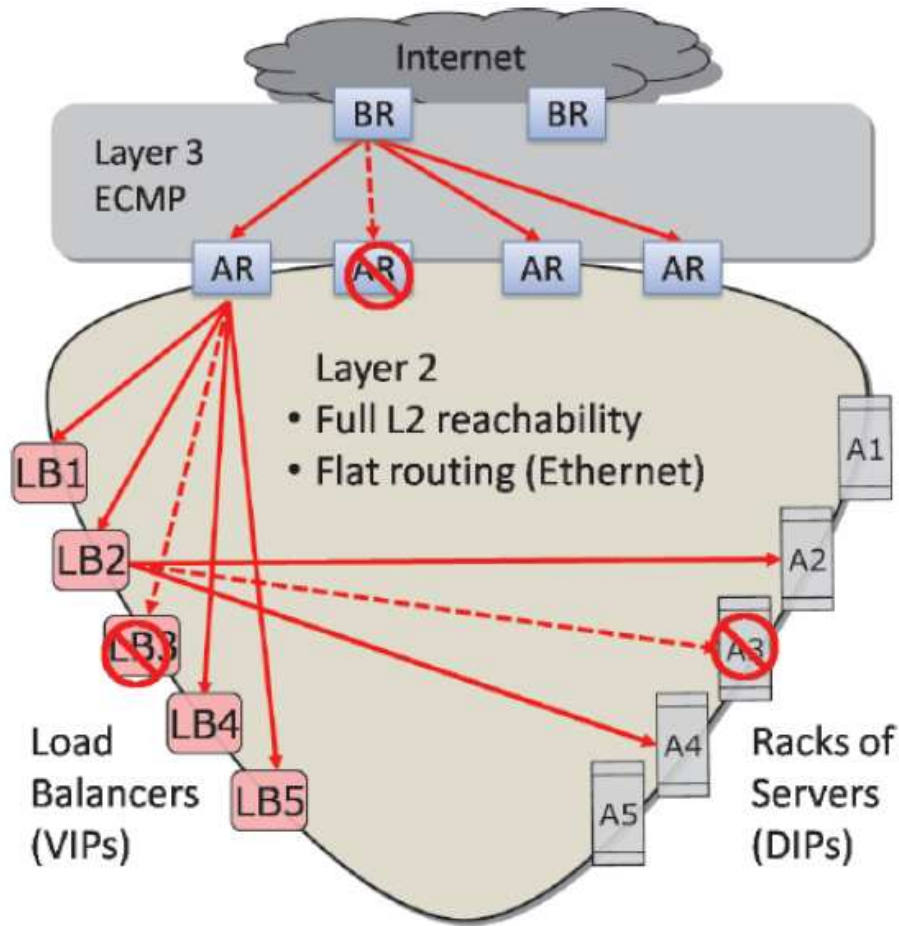 Internet
BR
BR
Layer 3
ECMP
AR
AR
AR
AR
Layer 2
• Full L2 reachability
• Flat routing (Ethernet)
A1
LB1
A2
LB2
A3
LB3
LB4
A4
LB5
A5
Load
Balancers
(VIPs)
Racks of
Servers
(DIPs)